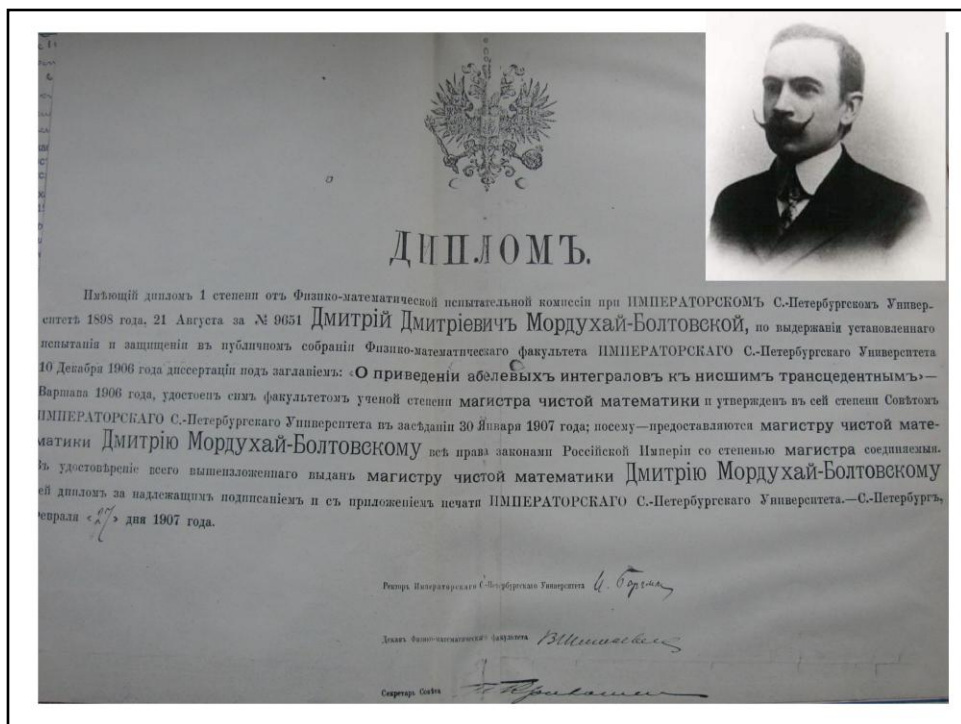 ДИПЛОМЪ.
Имѣющій дипломъ 1 степени отъ Физико-математической испытательной комиссіи при ИМПЕРАТОРСКОМЪ С.-Петербургскомъ Универ-
ситетѣ 1898 года, 21 Августа за № 9651 Дмитрій Дмитріевичъ Мордухай-Болтовской, по выдержаніи установленнаго
испытанія и защищеніи въ публичномъ собраніи Физико-математическаго факультета ИМПЕРАТОРСКАГО С.-Петербургскаго Университета
10 Декабря 1906 года диссертаціи подъ заглавіемъ: «О приведеніи абелевыхъ интеграловъ къ нисшимъ трансцедентнымъ»—
Варшава 1906 года, удостоенъ симъ факультетомъ ученой степени магистра чистой математики и утвержденъ въ сей степени Совѣтомъ
ИМПЕРАТОРСКАГО С.-Петербургскаго Университета въ засѣданіи 30 Января 1907 года; посему—предоставляются магистру чистой мате-
матики Дмитрію Мордухай-Болтовскому всѣ права законами Россійской Имперіи со степенью магистра соединяемыя.
Въ удостовѣреніе всего вышеизложеннаго выданъ магистру чистой математики Дмитрію Мордухай-Болтовскому
ей дипломъ за надлежащимъ подписаніемъ и съ приложеніемъ печати ИМПЕРАТОРСКАГО С.-Петербургскаго Университета.—С.-Петербургъ,
Февраля « » дня 1907 года.
Ректоръ Императорскаго С.-Петербургскаго Университета И. Боргман
Деканъ Физико-математическаго факультета
Секретарь Совѣта